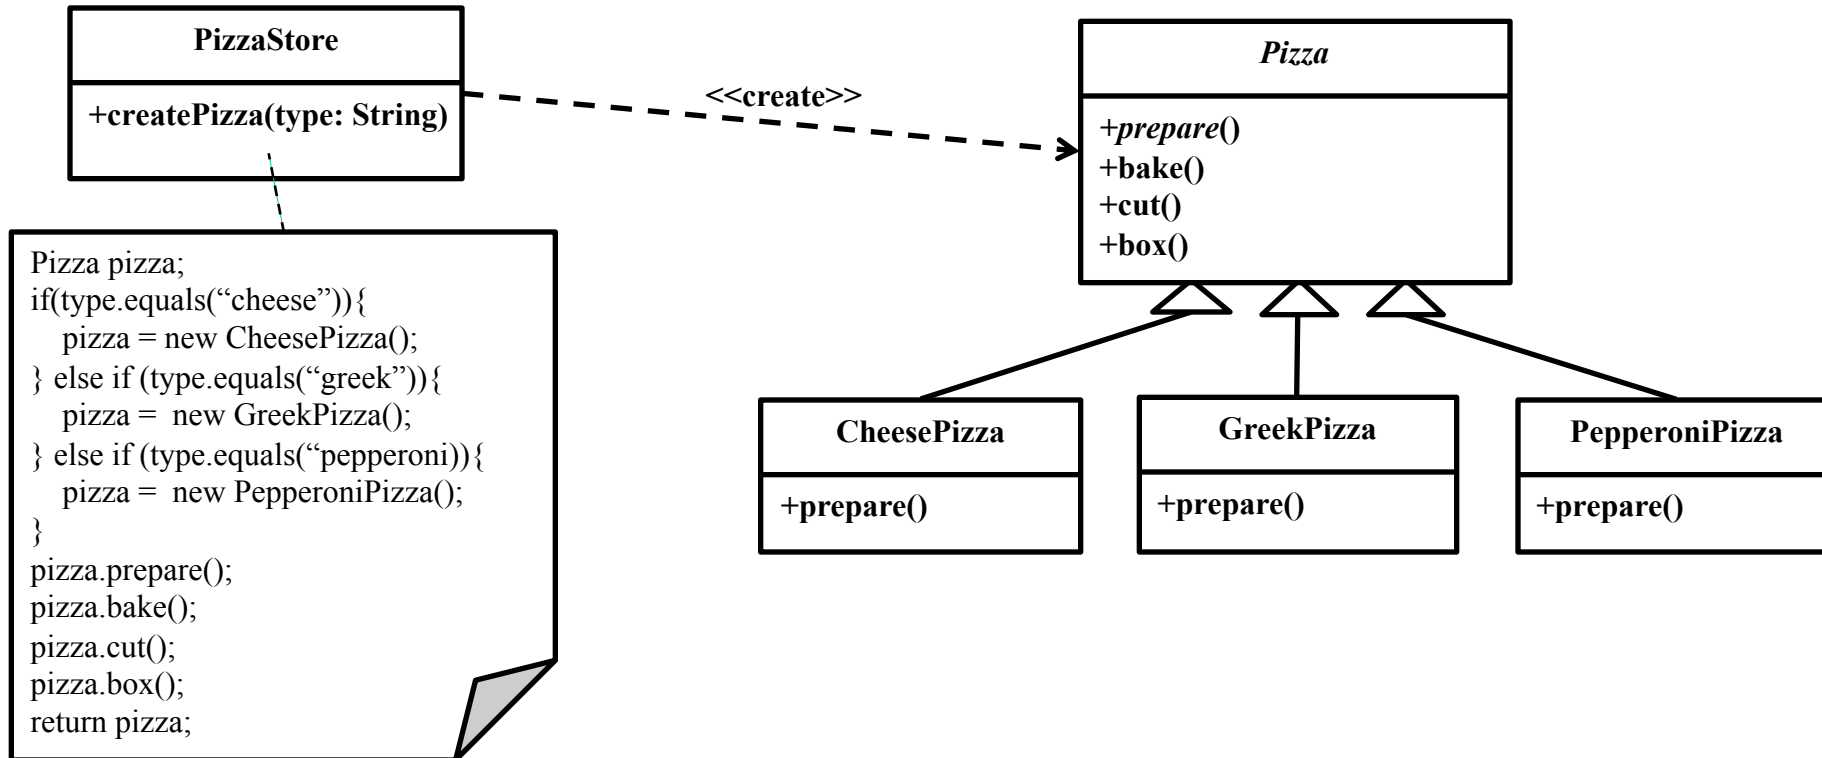 PizzaStore
+createPizza(type: String)
<<create>>
Pizza
+prepare()
+bake()
+cut()
+box()
Pizza pizza;
if(type.equals(“cheese”)){
pizza = new CheesePizza();
} else if (type.equals(“greek”)){
pizza =  new GreekPizza();
} else if (type.equals(“pepperoni)){
pizza =  new PepperoniPizza();
}
pizza.prepare();
pizza.bake();
pizza.cut();
pizza.box();
return pizza;
CheesePizza
+prepare()
GreekPizza
+prepare()
PepperoniPizza
+prepare()